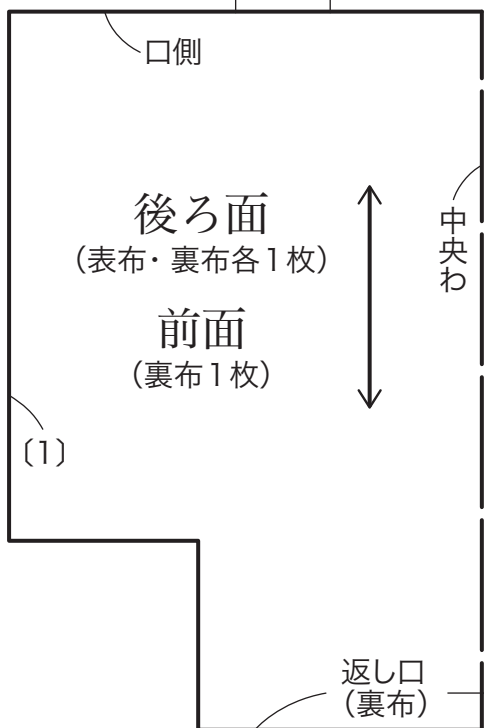 口側
後ろ面
（表布・裏布各1枚）
中央わ
前面
（裏布1枚）
〔1〕
返し口
（裏布）